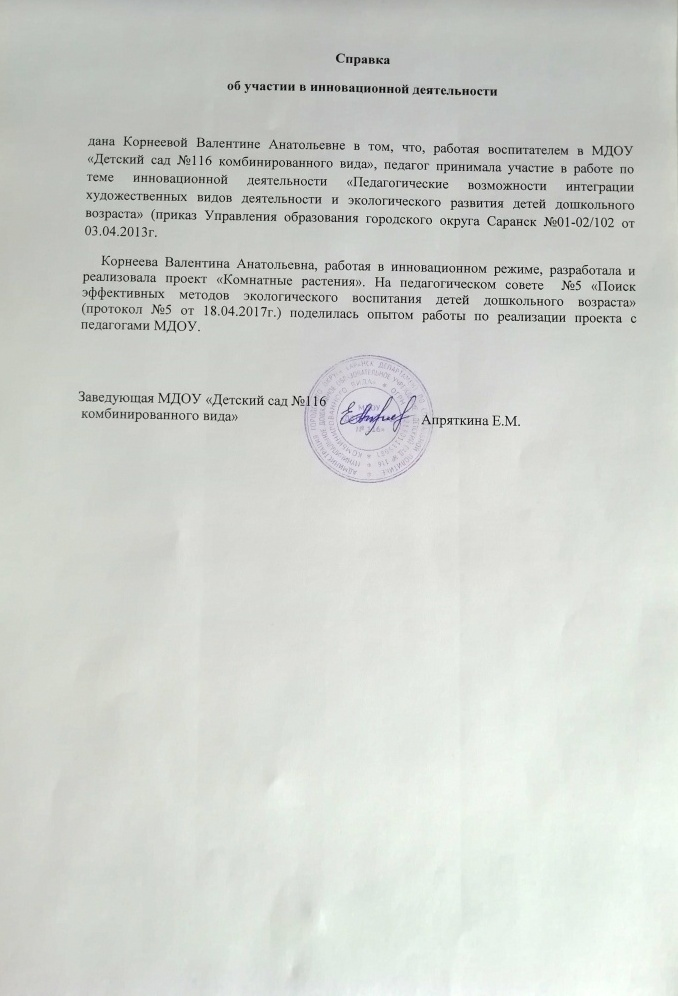 Справка
об участии в инновационной деятельности
дана Корнеевой Валентине Анатольевне в том, что, работая воспитателем в МДОУ
«Детский сад №116 комбинированного вида», педагог принимала участие в работе по
теме инновационной деятельности «Педагогические возможности интеграции
художественных видов деятельности и экологического развития детей дошкольного
возраста» (приказ Управления образования городского округа Саранск №01-02/102 от
03.04.2013г.
Корнеева Валентина Анатольевна, работая в инновационном режиме, разработала и
реализовала проект «Комнатные растения». На педагогическом совете №5 «Поиск
эффективных методов экологического воспитания детей дошкольного возраста»
(протокол №5 от 18.04.2017г.) поделилась опытом работы по реализации проекта с
педагогами МДОУ.
Заведующая МДОУ «Детский сад №116
комбинированного вида»
Апряткина Е.М.